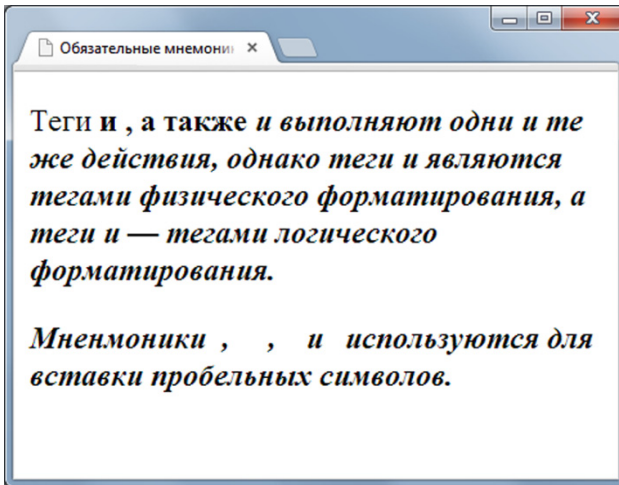 Обязательные мнемони
Теги и , а также и выполняют одни и те
же действия, однако теги и являются
тегами физического форматирования, а
теги и — тегами логического
форматирования.
Мненмоники , , и используются для
вставки пробельных символов.